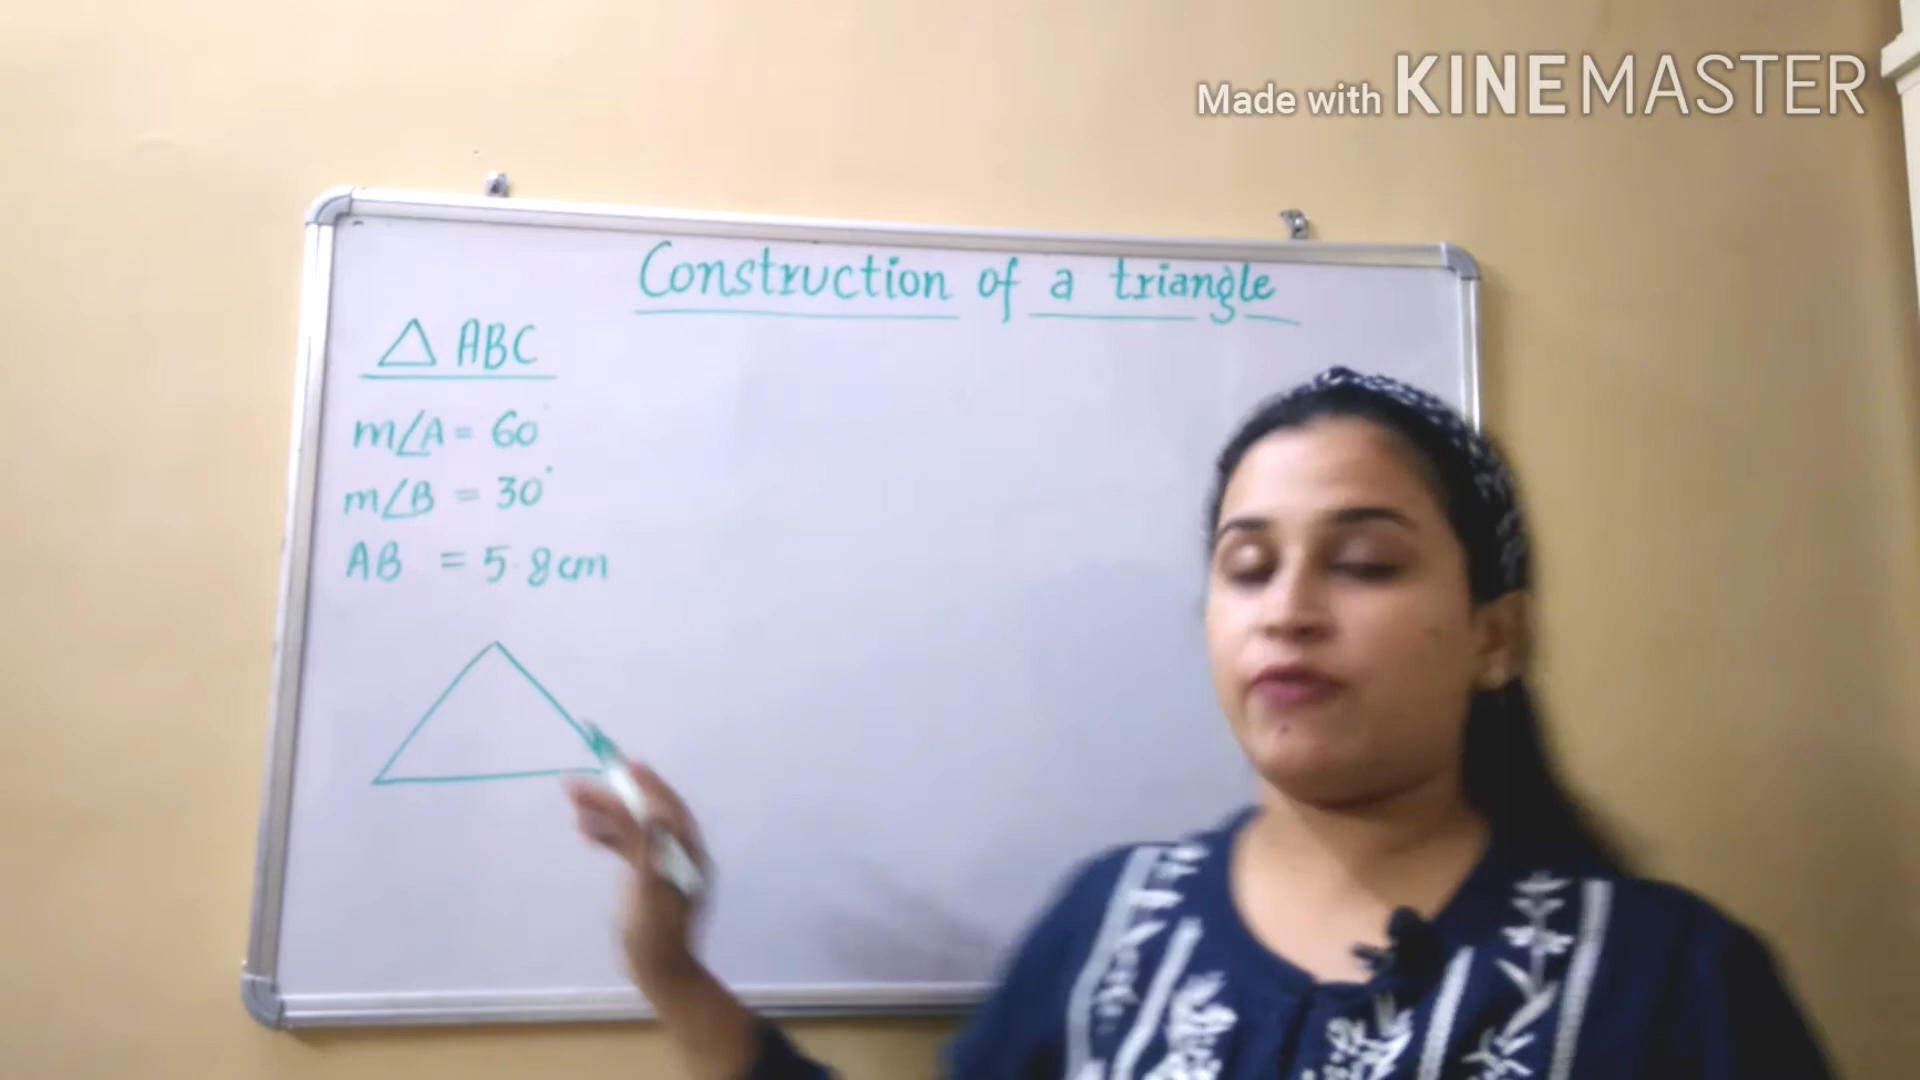 Made with KINEMASTER
Construction of a triangle
△ ABC
m∠A = 60°
m∠B = 30°
AB = 5.8cm